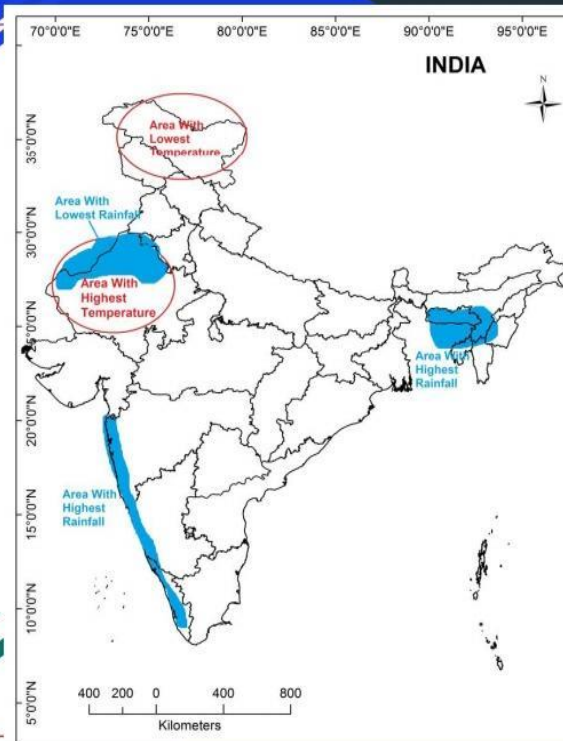 70°0'0"E 75°0'0"E 80°0'0"E 85°0'0"E 90°0'0"E 95°0'0"E
INDIA
N
Area With
Lowest
Temperature
35°0'0"N
Area With
Lowest Rainfall
30°0'0"N
Area With
Highest
Temperature
25°0'0"N
Area With
Highest
Rainfall
20°0'0"N
Area With
Highest
Rainfall
15°0'0"N
10°0'0"N
5°0'0"N
400 200 0 400 800
Kilometers